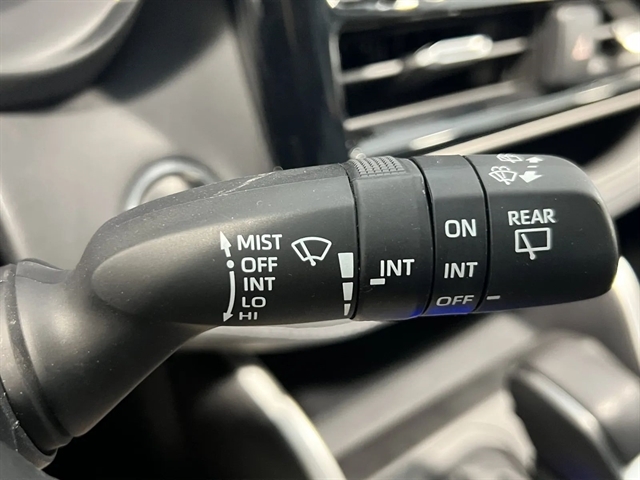 MIST
OFF
INT
LO
HI
INT
ON
INT
OFF
REAR